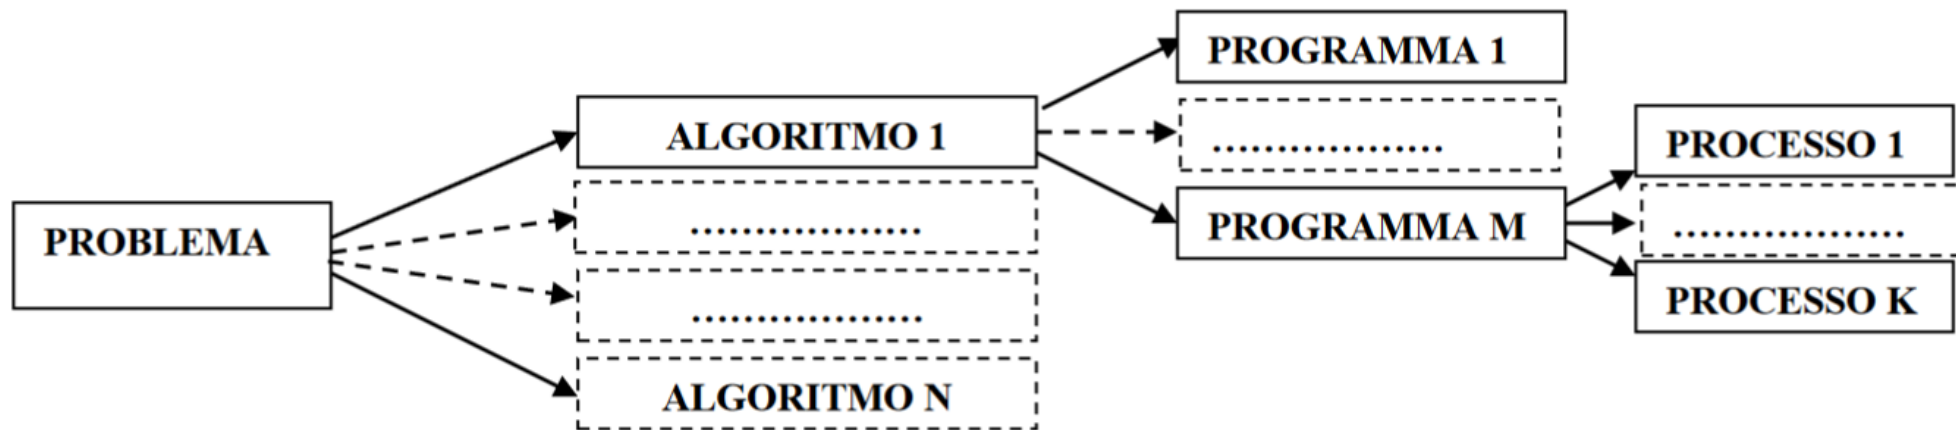 PROBLEMA
ALGORITMO 1
..................
..................
ALGORITMO N
PROGRAMMA 1
..................
PROGRAMMA M
PROCESSO 1
..................
PROCESSO K